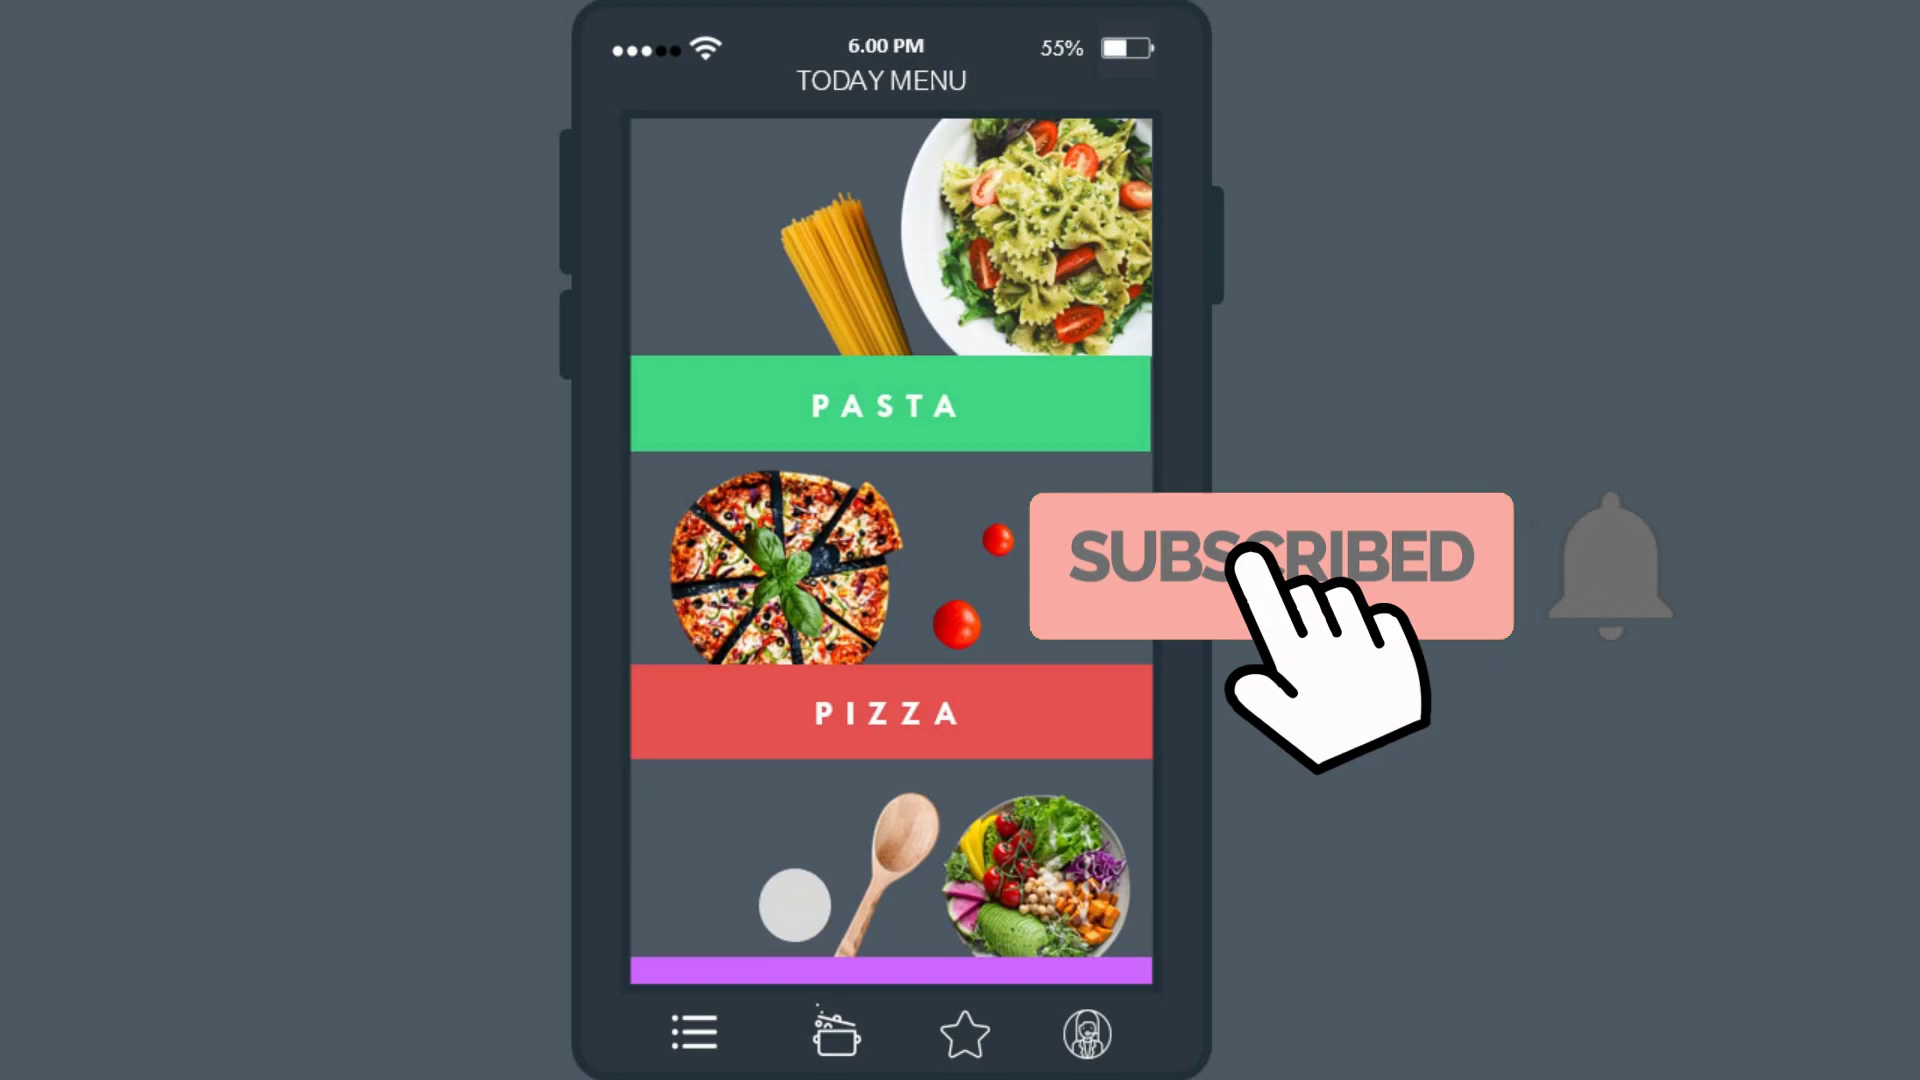 6.00 PM
55%
TODAY MENU
PASTA
SUBSCRIBED
PIZZA